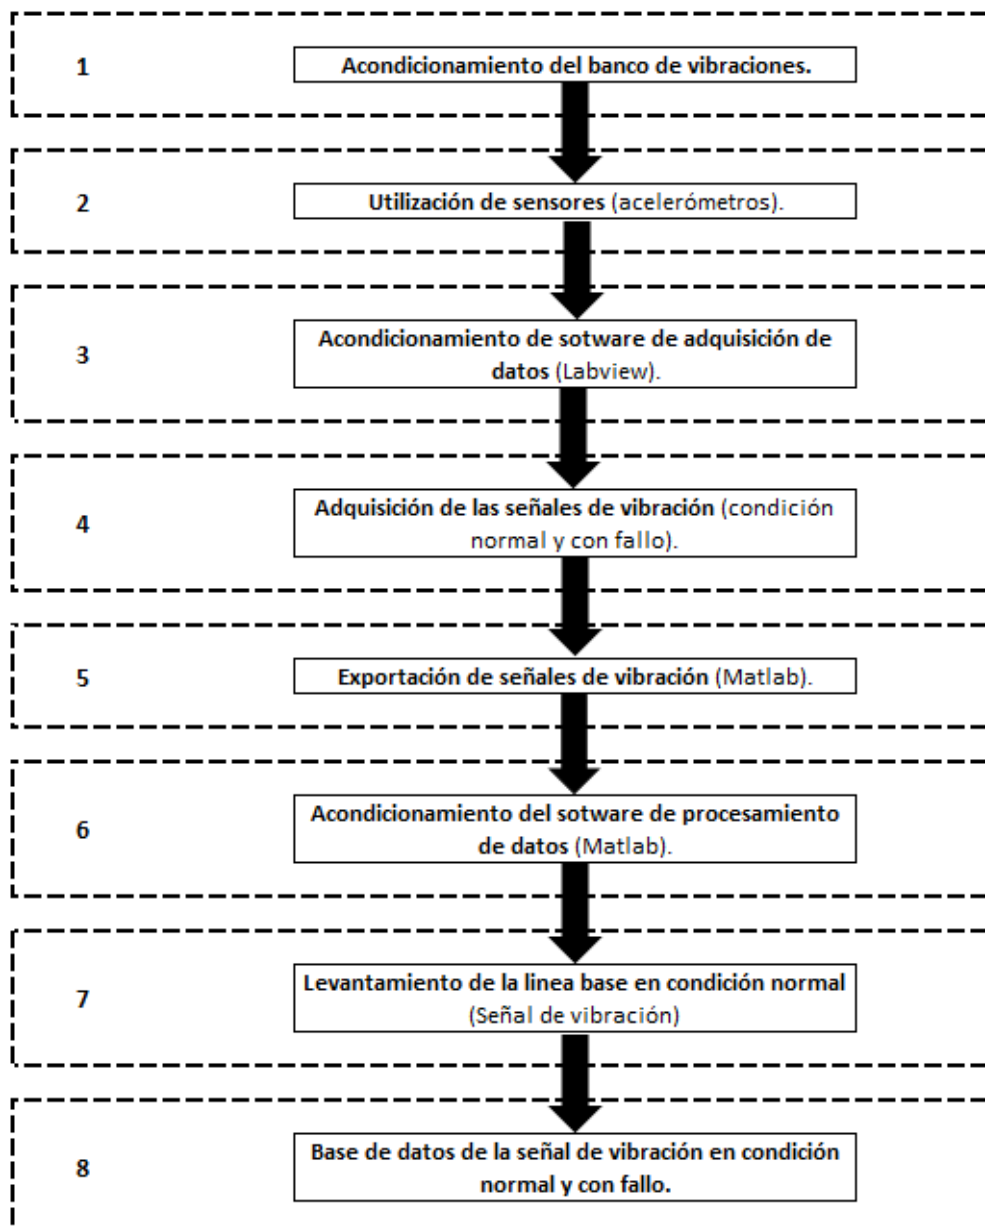 1
Acondicionamiento del banco de vibraciones.
2
Utilización de sensores (acelerómetros).
3
Acondicionamiento de sotware de adquisición de
datos (Labview).
4
Adquisición de las señales de vibración (condición
normal y con fallo).
5
Exportación de señales de vibración (Matlab).
6
Acondicionamiento del sotware de procesamiento
de datos (Matlab).
7
Levantamiento de la linea base en condición normal
(Señal de vibración)
8
Base de datos de la señal de vibración en condición
normal y con fallo.